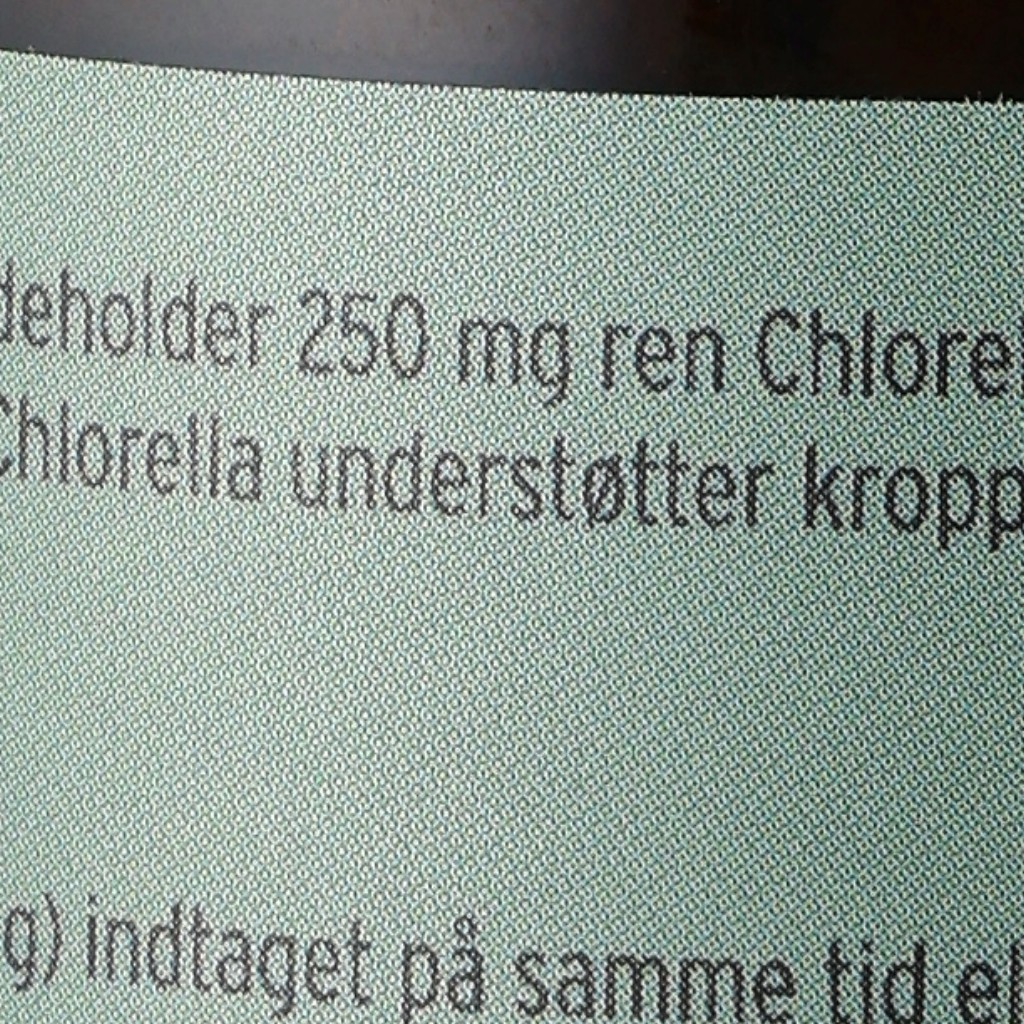 deholder 250 mg ren Chlore
Chlorella understøtter kropp
g) indtaget på samme tid el